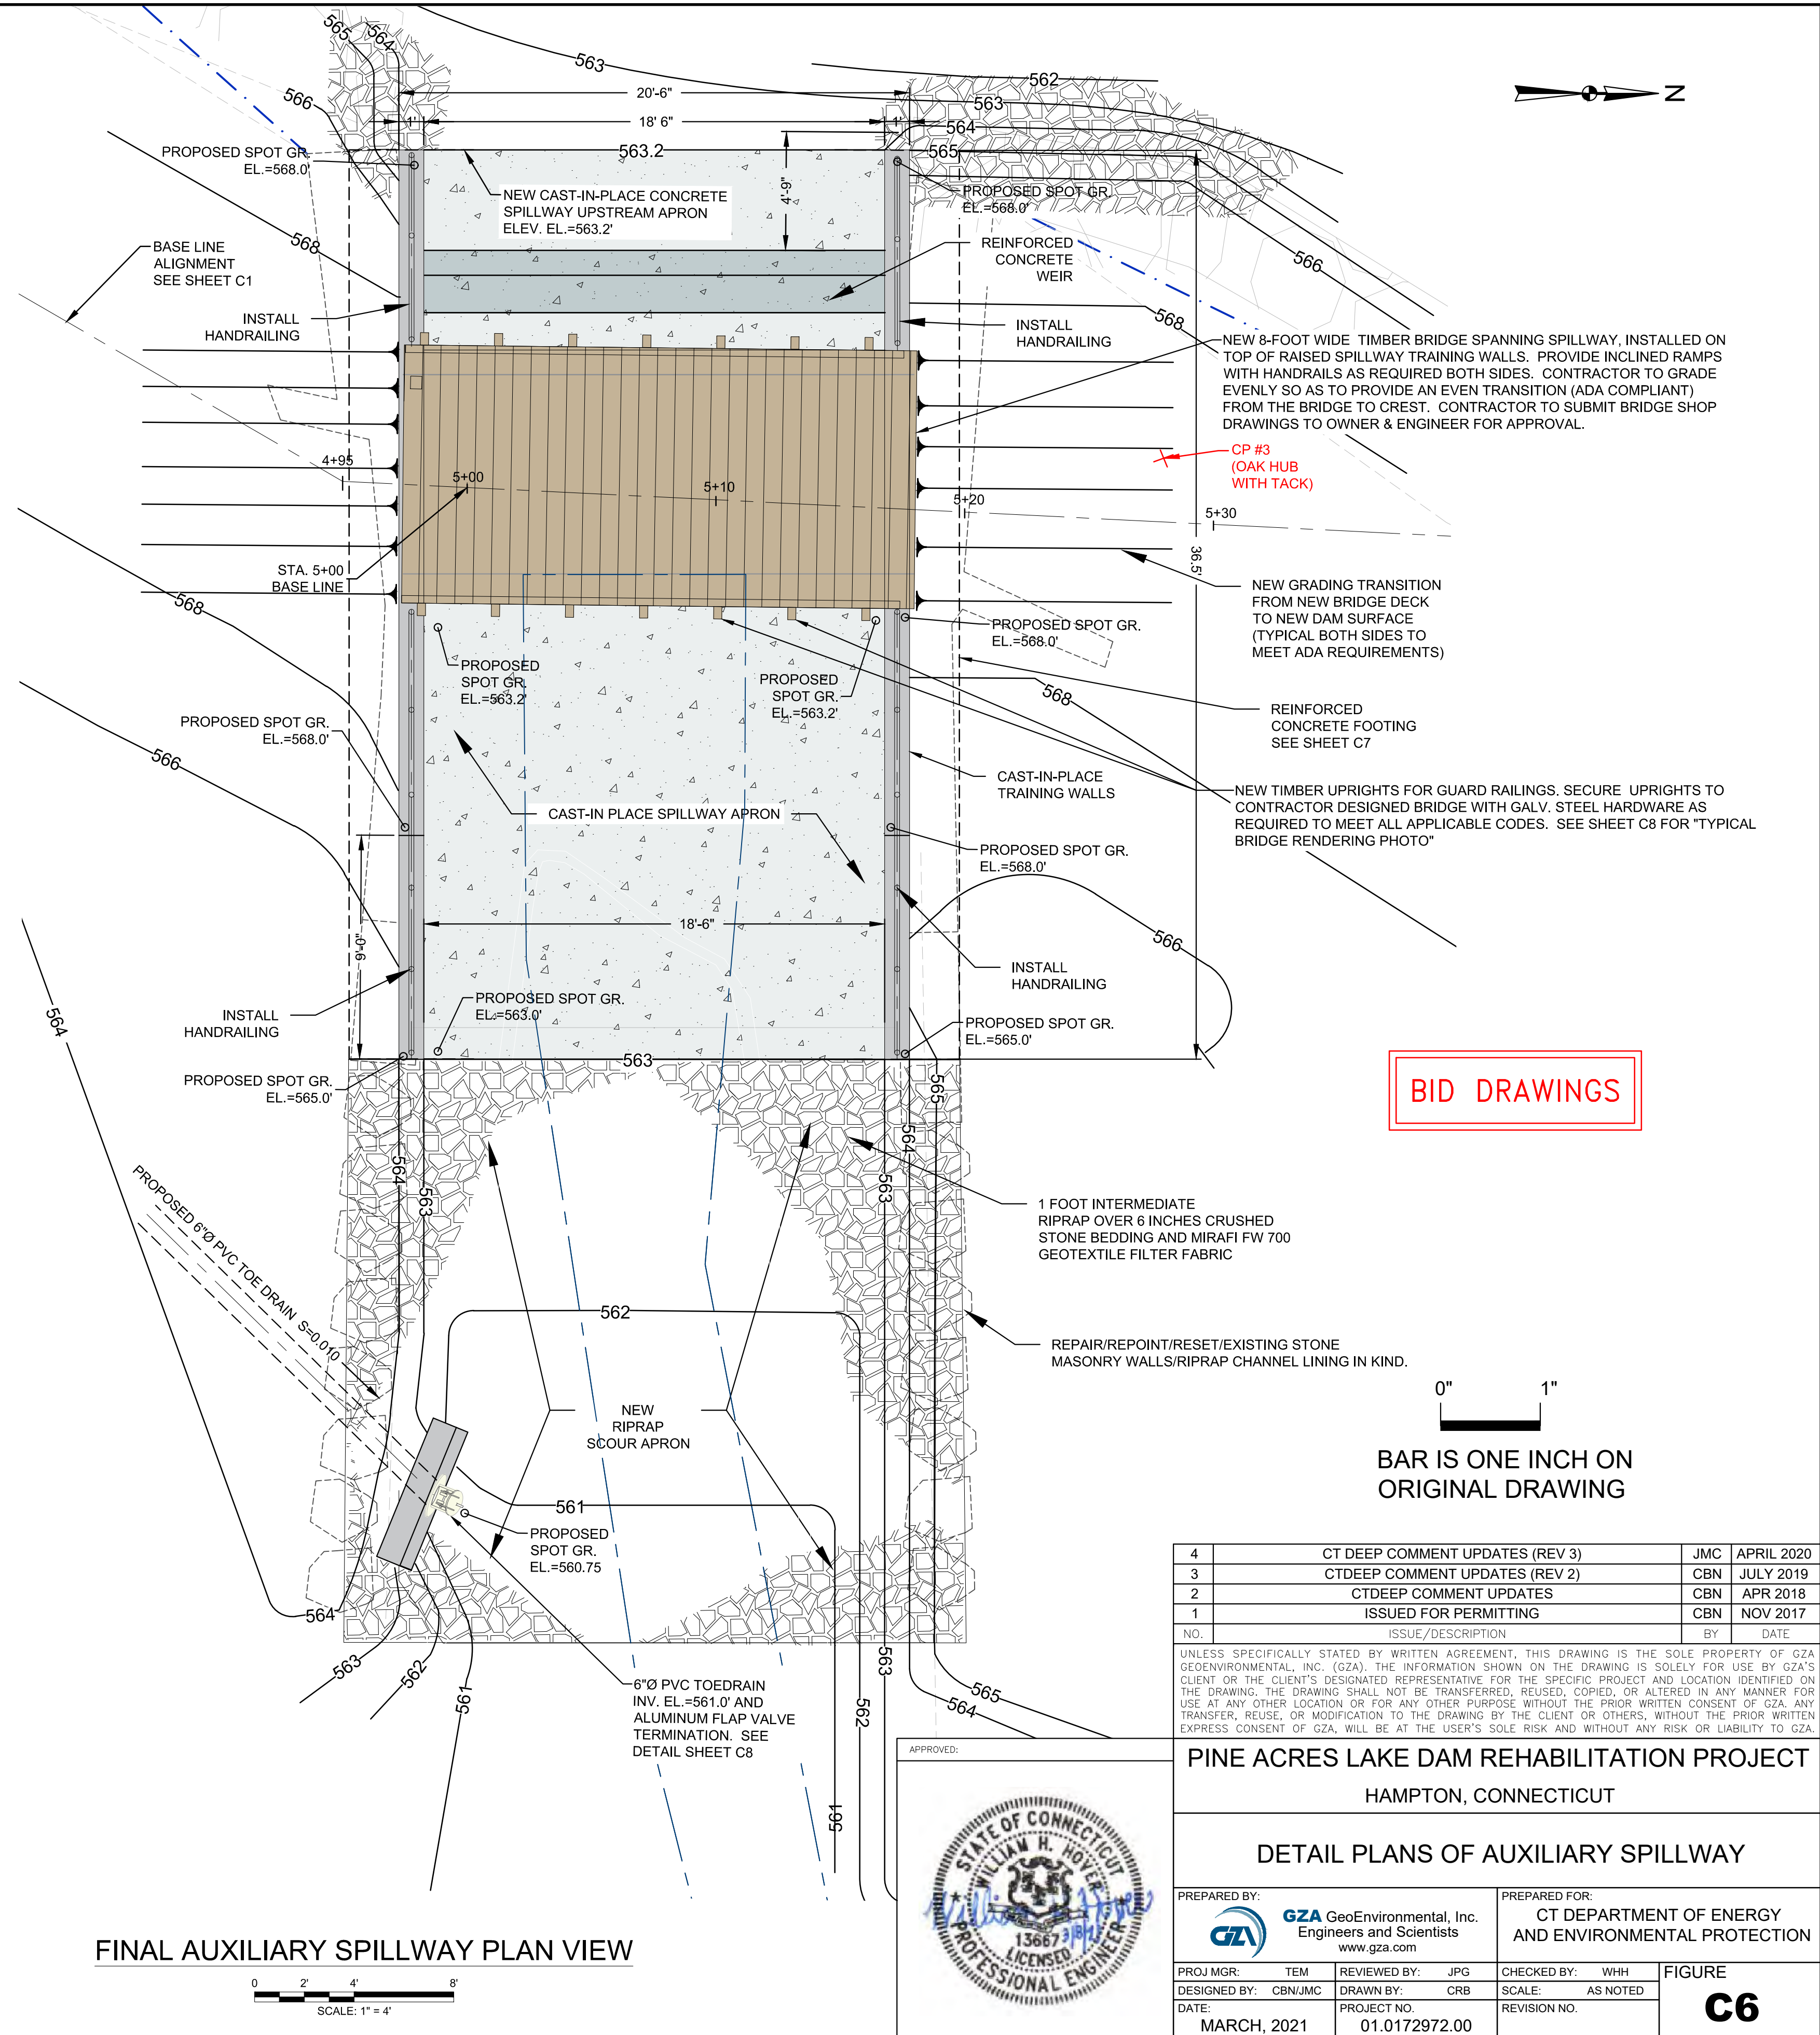 565
564
563
562
566
20'-6"
563
1'
18' 6"
1'
564
N
PROPOSED SPOT GR.
EL.=568.0'
563.2
565
NEW CAST-IN-PLACE CONCRETE
SPILLWAY UPSTREAM APRON
ELEV. EL.=563.2'
4'-9"
PROPOSED SPOT GR.
EL.=568.0'
BASE LINE
ALIGNMENT
SEE SHEET C1
568
REINFORCED
CONCRETE
WEIR
566
INSTALL
HANDRAILING
INSTALL
HANDRAILING
568
NEW 8-FOOT WIDE TIMBER BRIDGE SPANNING SPILLWAY, INSTALLED ON
TOP OF RAISED SPILLWAY TRAINING WALLS. PROVIDE INCLINED RAMPS
WITH HANDRAILS AS REQUIRED BOTH SIDES. CONTRACTOR TO GRADE
EVENLY SO AS TO PROVIDE AN EVEN TRANSITION (ADA COMPLIANT)
FROM THE BRIDGE TO CREST. CONTRACTOR TO SUBMIT BRIDGE SHOP
DRAWINGS TO OWNER & ENGINEER FOR APPROVAL.
CP #3
(OAK HUB
WITH TACK)
4+95
5+00
5+10
5+20
5+30
36.5'
STA. 5+00
BASE LINE
NEW GRADING TRANSITION
FROM NEW BRIDGE DECK
TO NEW DAM SURFACE
(TYPICAL BOTH SIDES TO
MEET ADA REQUIREMENTS)
568
PROPOSED SPOT GR.
EL.=568.0'
PROPOSED
SPOT GR.
EL.=563.2'
PROPOSED
SPOT GR.
EL.=563.2'
568
REINFORCED
CONCRETE FOOTING
SEE SHEET C7
PROPOSED SPOT GR.
EL.=568.0'
566
CAST-IN-PLACE
TRAINING WALLS
NEW TIMBER UPRIGHTS FOR GUARD RAILINGS. SECURE UPRIGHTS TO
CONTRACTOR DESIGNED BRIDGE WITH GALV. STEEL HARDWARE AS
REQUIRED TO MEET ALL APPLICABLE CODES. SEE SHEET C8 FOR "TYPICAL
BRIDGE RENDERING PHOTO"
CAST-IN PLACE SPILLWAY APRON
PROPOSED SPOT GR.
EL.=568.0'
9'-0"
18'-6"
566
INSTALL
HANDRAILING
564
INSTALL
HANDRAILING
PROPOSED SPOT GR.
EL.=563.0'
PROPOSED SPOT GR.
EL.=565.0'
563
PROPOSED SPOT GR.
EL.=565.0'
565
BID DRAWINGS
564
564
563
563
PROPOSED 6"Ø PVC TOE DRAIN S=0.010
1 FOOT INTERMEDIATE
RIPRAP OVER 6 INCHES CRUSHED
STONE BEDDING AND MIRAFI FW 700
GEOTEXTILE FILTER FABRIC
562
REPAIR/REPOINT/RESET/EXISTING STONE
MASONRY WALLS/RIPRAP CHANNEL LINING IN KIND.
NEW
RIPRAP
SCOUR APRON
0" 1"
BAR IS ONE INCH ON
ORIGINAL DRAWING
561
PROPOSED
SPOT GR.
EL.=560.75
564
563
562
561
563
562
565
564
561
6"Ø PVC TOEDRAIN
INV. EL.=561.0' AND
ALUMINUM FLAP VALVE
TERMINATION. SEE
DETAIL SHEET C8
4 CT DEEP COMMENT UPDATES (REV 3) JMC APRIL 2020
3 CTDEEP COMMENT UPDATES (REV 2) CBN JULY 2019
2 CTDEEP COMMENT UPDATES CBN APR 2018
1 ISSUED FOR PERMITTING CBN NOV 2017
NO. ISSUE/DESCRIPTION BY DATE
UNLESS SPECIFICALLY STATED BY WRITTEN AGREEMENT, THIS DRAWING IS THE SOLE PROPERTY OF GZA
GEOENVIRONMENTAL, INC. (GZA). THE INFORMATION SHOWN ON THE DRAWING IS SOLELY FOR USE BY GZA'S
CLIENT OR THE CLIENT'S DESIGNATED REPRESENTATIVE FOR THE SPECIFIC PROJECT AND LOCATION IDENTIFIED ON
THE DRAWING. THE DRAWING SHALL NOT BE TRANSFERRED, REUSED, COPIED, OR ALTERED IN ANY MANNER FOR
USE AT ANY OTHER LOCATION OR FOR ANY OTHER PURPOSE WITHOUT THE PRIOR WRITTEN CONSENT OF GZA. ANY
TRANSFER, REUSE, OR MODIFICATION TO THE DRAWING BY THE CLIENT OR OTHERS, WITHOUT THE PRIOR WRITTEN
EXPRESS CONSENT OF GZA, WILL BE AT THE USER'S SOLE RISK AND WITHOUT ANY RISK OR LIABILITY TO GZA.
APPROVED:
STATE OF CONNECTICUT
WILLIAM H. HOVER
13667
LICENSED
PROFESSIONAL ENGINEER
PINE ACRES LAKE DAM REHABILITATION PROJECT
HAMPTON, CONNECTICUT
DETAIL PLANS OF AUXILIARY SPILLWAY
PREPARED BY:
GZA
GZA GeoEnvironmental, Inc.
Engineers and Scientists
www.gza.com
PREPARED FOR:
CT DEPARTMENT OF ENERGY
AND ENVIRONMENTAL PROTECTION
PROJ MGR: TEM REVIEWED BY: JPG CHECKED BY: WHH
DESIGNED BY: CBN/JMC DRAWN BY: CRB SCALE: AS NOTED
DATE: MARCH, 2021
PROJECT NO. 01.0172972.00
REVISION NO.
FIGURE
C6
FINAL AUXILIARY SPILLWAY PLAN VIEW
0 2' 4' 8'
SCALE: 1" = 4'